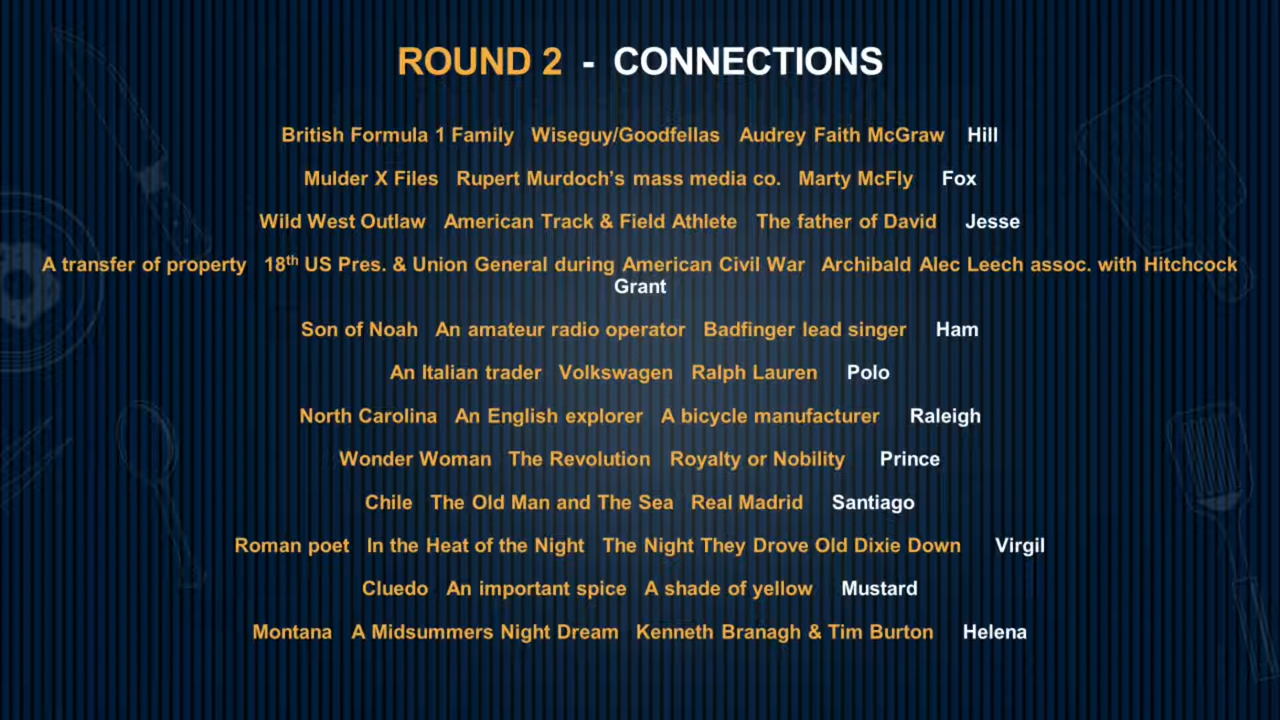 ROUND 2 - CONNECTIONS
British Formula 1 Family Wiseguy/Goodfellas Audrey Faith McGraw Hill
Mulder X Files Rupert Murdoch's mass media co. Marty McFly Fox
Wild West Outlaw American Track & Field Athlete The father of David Jesse
A transfer of property 18th US Pres. & Union General during American Civil War Archibald Alec Leech assoc. with Hitchcock
Grant
Son of Noah An amateur radio operator Badfinger lead singer Ham
An Italian trader Volkswagen Ralph Lauren Polo
North Carolina An English explorer A bicycle manufacturer Raleigh
Wonder Woman The Revolution Royalty or Nobility Prince
Chile The Old Man and The Sea Real Madrid Santiago
Roman poet In the Heat of the Night The Night They Drove Old Dixie Down Virgil
Cluedo An important spice A shade of yellow Mustard
Montana A Midsummers Night Dream Kenneth Branagh & Tim Burton Helena